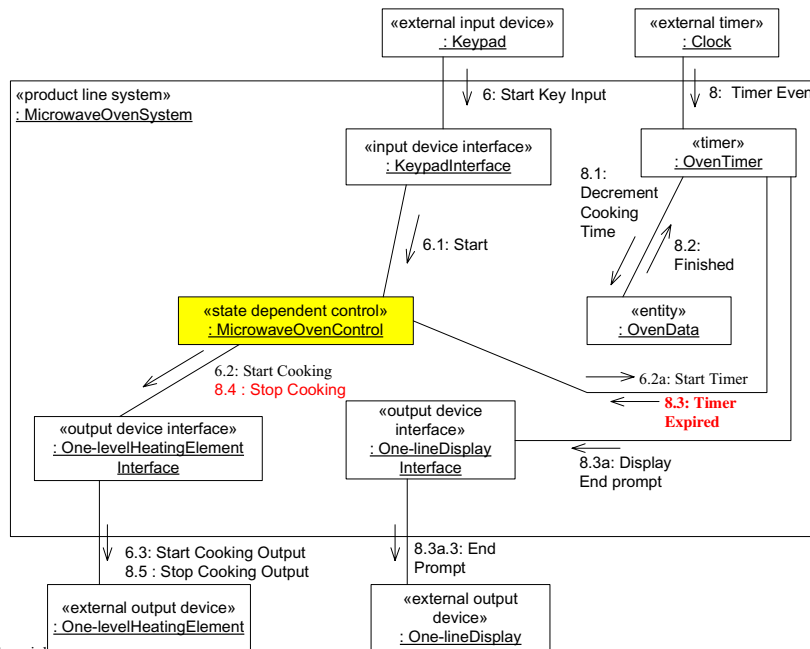 «external input device»
: Keypad
«external timer»
: Clock
«product line system»
: MicrowaveOvenSystem
6: Start Key Input
8: Timer Even
«input device interface»
: KeypadInterface
«timer»
: OvenTimer
8.1:
Decrement
Cooking
Time
8.2:
Finished
6.1: Start
«state dependent control»
: MicrowaveOvenControl
«entity»
: OvenData
6.2: Start Cooking
8.4 : Stop Cooking
6.2a: Start Timer
8.3: Timer
Expired
«output device interface»
: One-levelHeatingElement
Interface
«output device
interface»
: One-lineDisplay
Interface
8.3a: Display
End prompt
6.3: Start Cooking Output
8.5 : Stop Cooking Output
8.3a.3: End
Prompt
«external output device»
: One-levelHeatingElement
«external output
device»
: One-lineDisplay